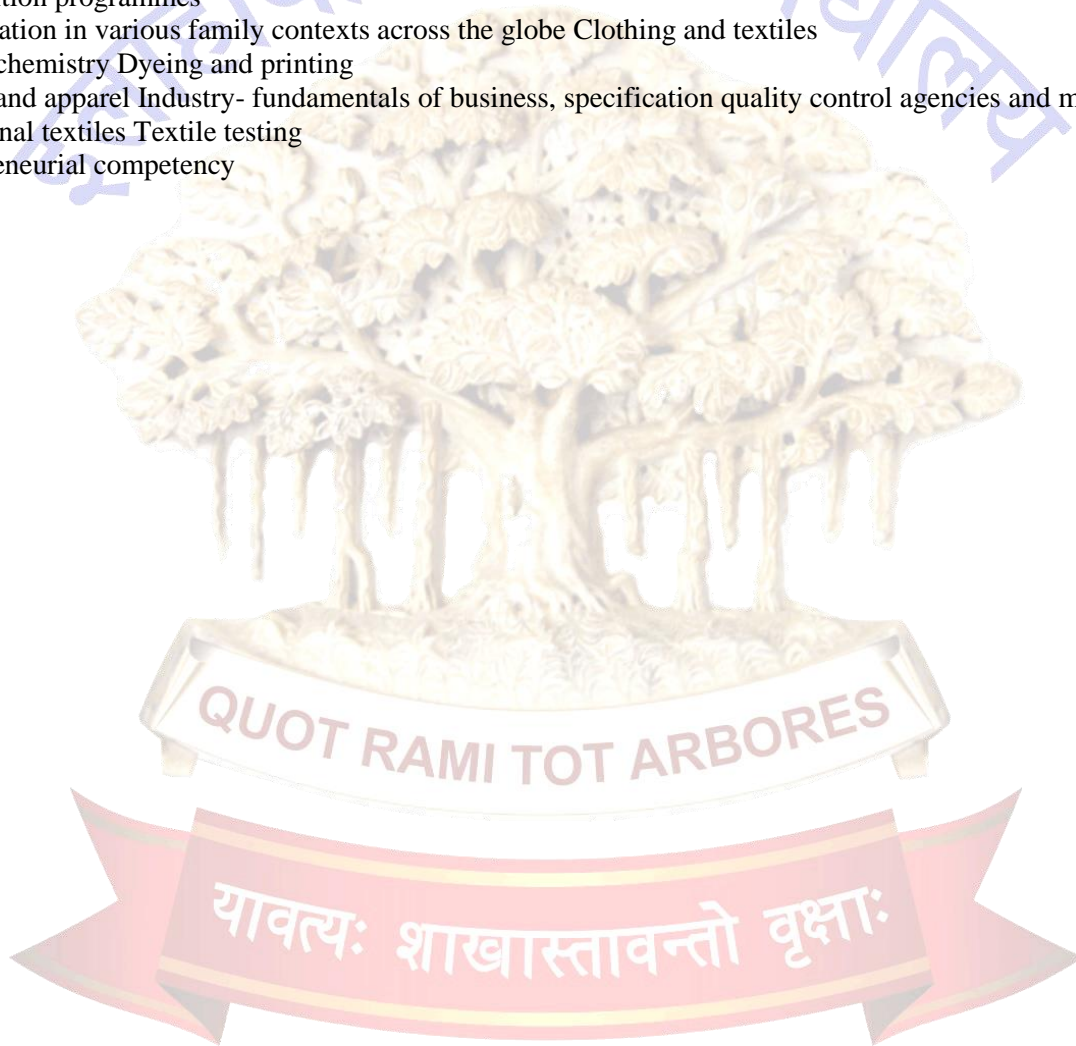 tion programmes
ation in various family contexts across the globe Clothing and textiles
chemistry Dyeing and printing
and apparel Industry- fundamentals of business, specification quality control agencies and m
nal textiles Textile testing
eneurial competency
QUOT RAMI TOT ARBORES
यावत्यः शाखास्तावन्तो वृक्षाः